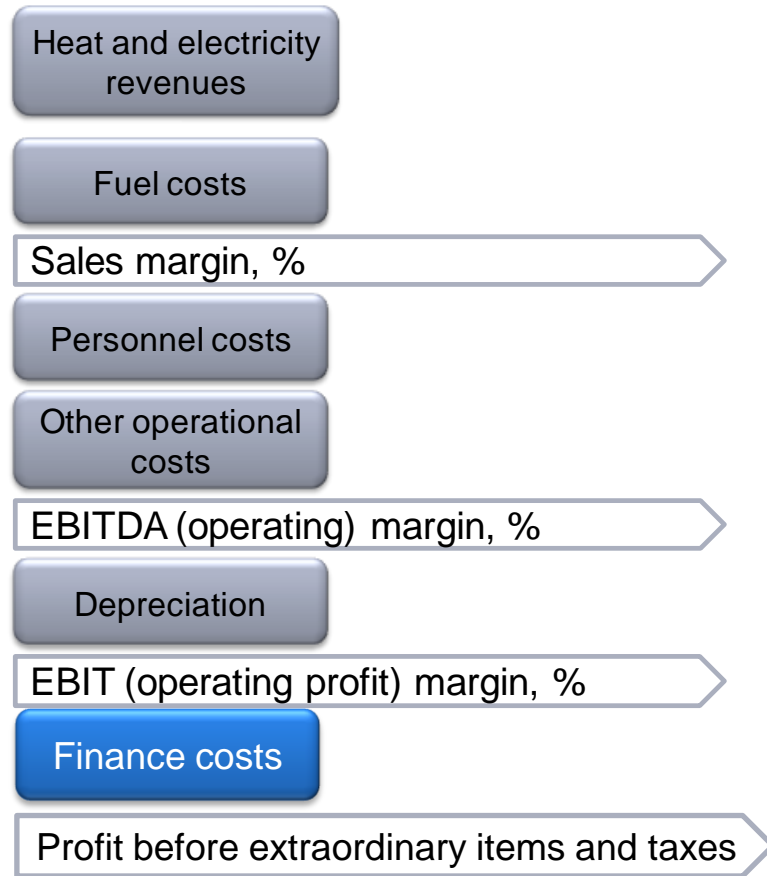 Heat and electricity
revenues
Fuel costs
Sales margin, %
Personnel costs
Other operational
costs
EBITDA (operating) margin, %
Depreciation
EBIT (operating profit) margin, %
Finance costs
Profit before extraordinary items and taxes